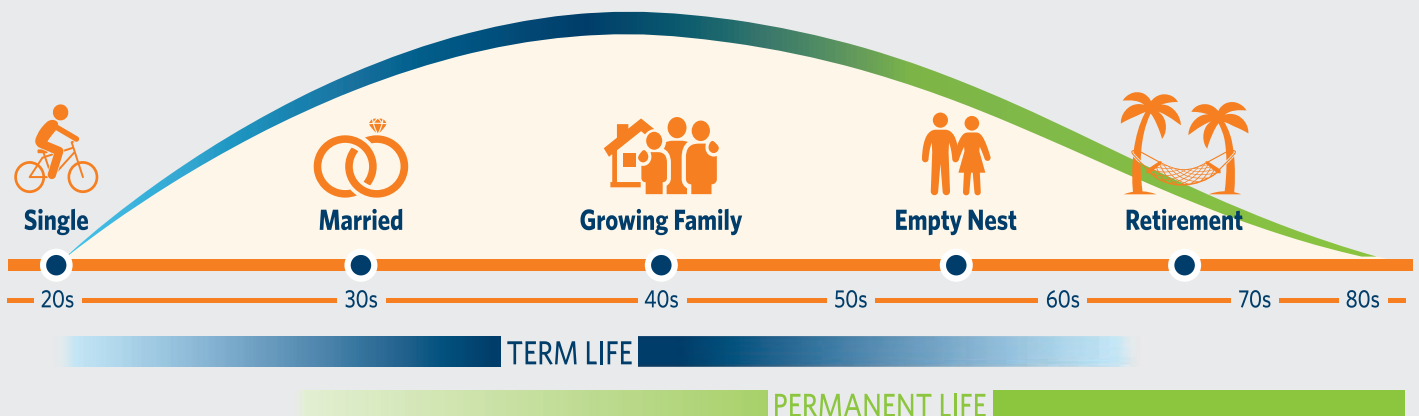 Single
Married
Growing Family
Empty Nest
Retirement
20s
30s
40s
50s
60s
70s
80s
TERM LIFE
PERMANENT LIFE